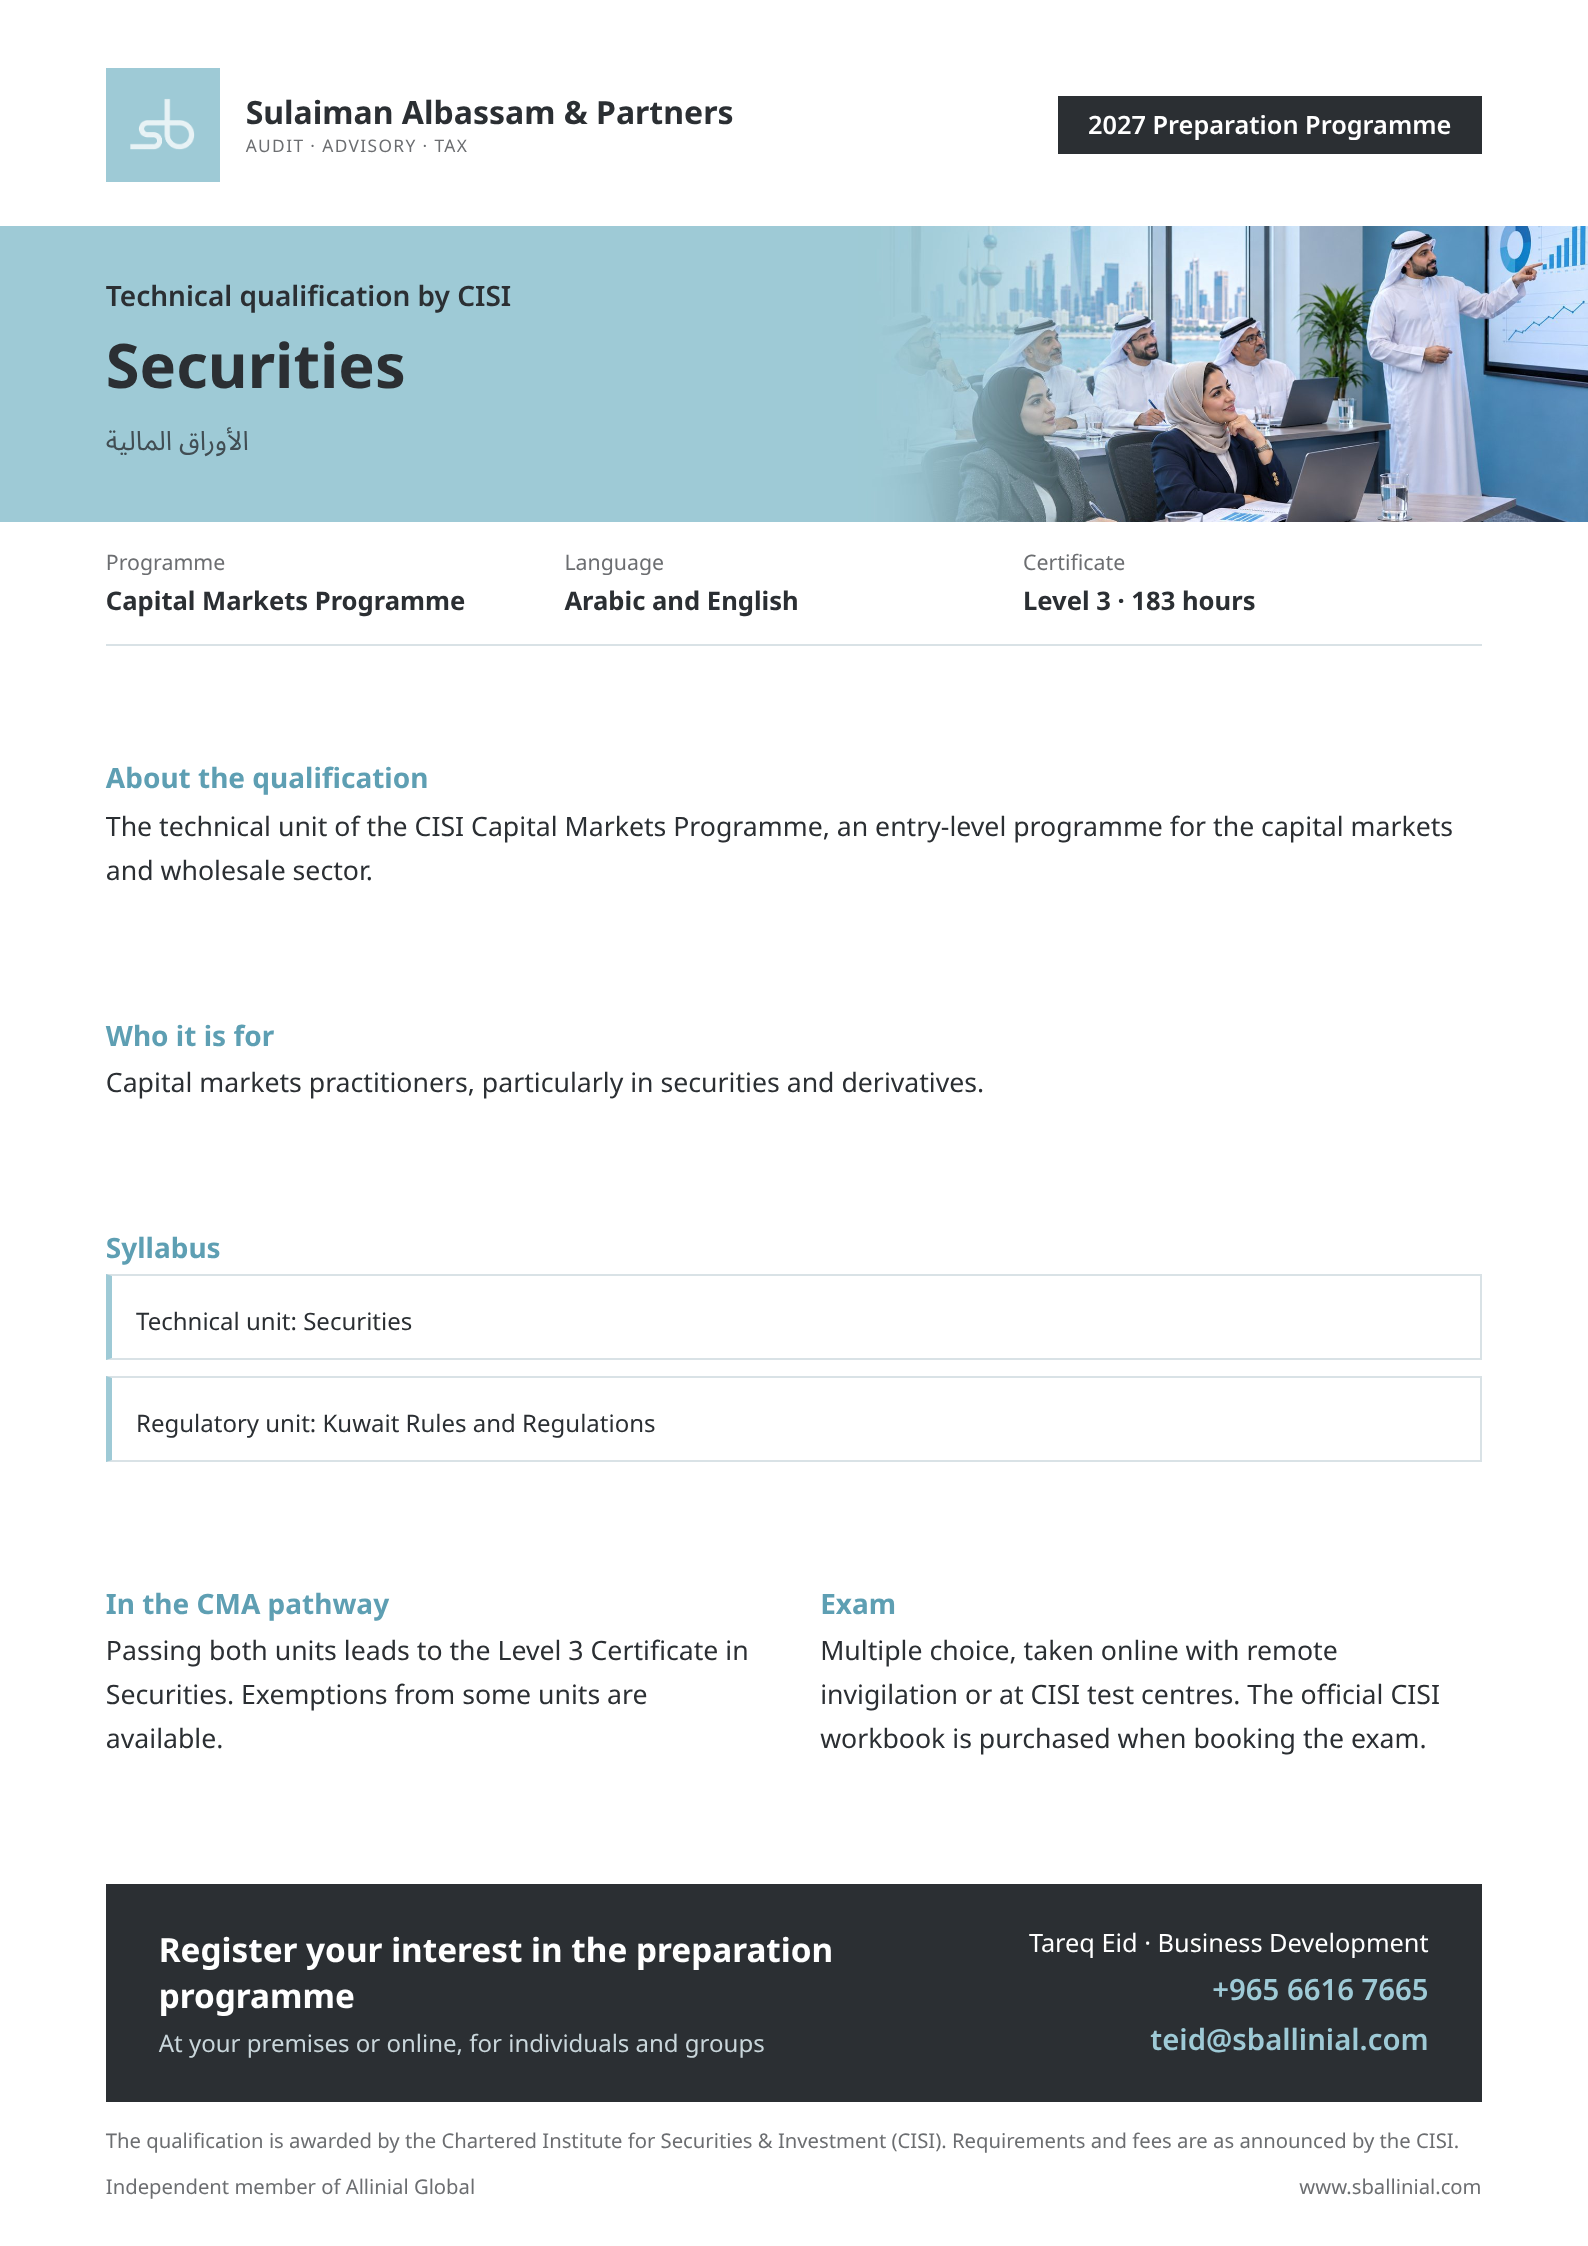 sb
Sulaiman Albassam & Partners
AUDIT · ADVISORY · TAX
2027 Preparation Programme
Technical qualification by CISI
Securities
الأوراق المالية
Programme
Capital Markets Programme
Language
Arabic and English
Certificate
Level 3 · 183 hours
About the qualification
The technical unit of the CISI Capital Markets Programme, an entry-level programme for the capital markets
and wholesale sector.
Who it is for
Capital markets practitioners, particularly in securities and derivatives.
Syllabus
Technical unit: Securities
Regulatory unit: Kuwait Rules and Regulations
In the CMA pathway
Passing both units leads to the Level 3 Certificate in
Securities. Exemptions from some units are
available.
Exam
Multiple choice, taken online with remote
invigilation or at CISI test centres. The official CISI
workbook is purchased when booking the exam.
Register your interest in the preparation
programme
At your premises or online, for individuals and groups
Tareq Eid · Business Development
+965 6616 7665
teid@sballinial.com
The qualification is awarded by the Chartered Institute for Securities & Investment (CISI). Requirements and fees are as announced by the CISI.
Independent member of Allinial Global
www.sballinial.com